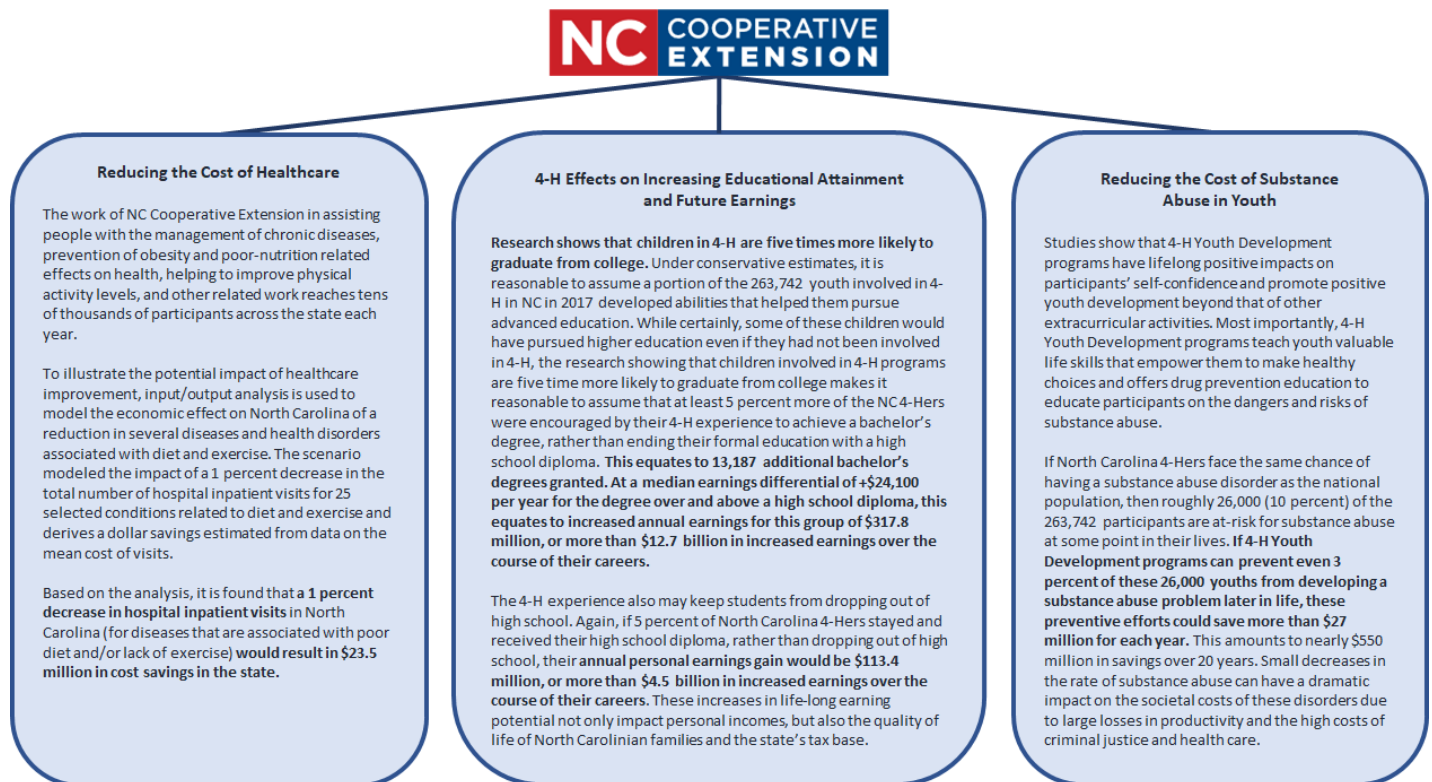 NC COOPERATIVE
EXTENSION
Reducing the Cost of Healthcare
The work of NC Cooperative Extension in assisting
people with the management of chronic diseases,
prevention of obesity and poor-nutrition related
effects on health, helping to improve physical
activity levels, and other related work reaches tens
of thousands of participants across the state each
year.
To illustrate the potential impact of healthcare
improvement, input/output analysis is used to
model the economic effect on North Carolina of a
reduction in several diseases and health disorders
associated with diet and exercise. The scenario
modeled the impact of a 1 percent decrease in the
total number of hospital inpatient visits for 25
selected conditions related to diet and exercise and
derives a dollar savings estimated from data on the
mean cost of visits.
Based on the analysis, it is found that a 1 percent
decrease in hospital inpatient visits in North
Carolina (for diseases that are associated with poor
diet and/or lack of exercise) would result in $23.5
million in cost savings in the state.
4-H Effects on Increasing Educational Attainment
and Future Earnings
Research shows that children in 4-H are five times more likely to
graduate from college. Under conservative estimates, it is
reasonable to assume a portion of the 263,742 youth involved in 4-
H in NC in 2017 developed abilities that helped them pursue
advanced education. While certainly, some of these children would
have pursued higher education even if they had not been involved
in 4-H, the research showing that children involved in 4-H programs
are five time more likely to graduate from college makes it
reasonable to assume that at least 5 percent more of the NC 4-Hers
were encouraged by their 4-H experience to achieve a bachelor's
degree, rather than ending their formal education with a high
school diploma. This equates to 13,187 additional bachelor's
degrees granted. At a median earnings differential of +$24,100
per year for the degree over and above a high school diploma, this
equates to increased annual earnings for this group of $317.8
million, or more than $12.7 billion in increased earnings over the
course of their careers.
The 4-H experience also may keep students from dropping out of
high school. Again, if 5 percent of North Carolina 4-Hers stayed and
received their high school diploma, rather than dropping out of high
school, their annual personal earnings gain would be $113.4
million, or more than $4.5 billion in increased earnings over the
course of their careers. These increases in life-long earning
potential not only impact personal incomes, but also the quality of
life of North Carolinian families and the state's tax base.
Reducing the Cost of Substance
Abuse in Youth
Studies show that 4-H Youth Development
programs have lifelong positive impacts on
participants' self-confidence and promote positive
youth development beyond that of other
extracurricular activities. Most importantly, 4-H
Youth Development programs teach youth valuable
life skills that empower them to make healthy
choices and offers drug prevention education to
educate participants on the dangers and risks of
substance abuse.
If North Carolina 4-Hers face the same chance of
having a substance abuse disorder as the national
population, then roughly 26,000 (10 percent) of the
263,742 participants are at-risk for substance abuse
at some point in their lives. If 4-H Youth
Development programs can prevent even 3
percent of these 26,000 youths from developing a
substance abuse problem later in life, these
preventive efforts could save more than $27
million for each year. This amounts to nearly $550
million in savings over 20 years. Small decreases in
the rate of substance abuse can have a dramatic
impact on the societal costs of these disorders due
to large losses in productivity and the high costs of
criminal justice and health care.